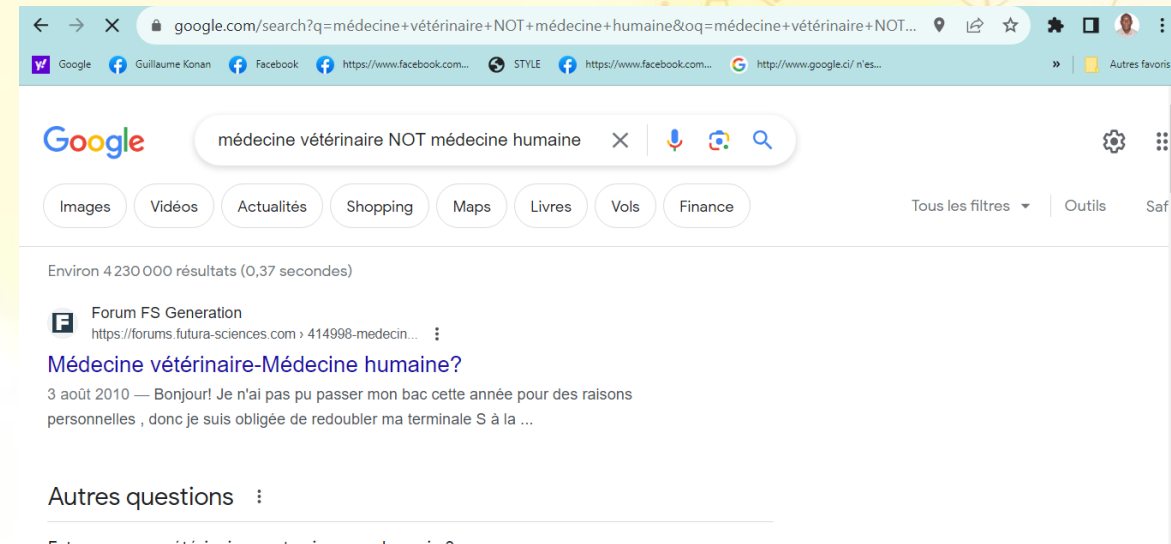 google.com/search?q=médecine+vétérinaire+NOT+médecine+humaine&oq=médecine+vétérinaire+NOT...
Google Guillaume Konan Facebook https://www.facebook.com... STYLE https://www.facebook.com... http://www.google.ci/ n'es... » Autres favoris
Google médecine vétérinaire NOT médecine humaine
Images Vidéos Actualités Shopping Maps Livres Vols Finance Tous les filtres Outils Saf
Environ 4 230 000 résultats (0,37 secondes)
Forum FS Generation
https://forums.futura-sciences.com › 414998-medecin...
Médecine vétérinaire-Médecine humaine?
3 août 2010 — Bonjour! Je n'ai pas pu passer mon bac cette année pour des raisons
personnelles , donc je suis obligée de redoubler ma terminale S à la ...
Autres questions